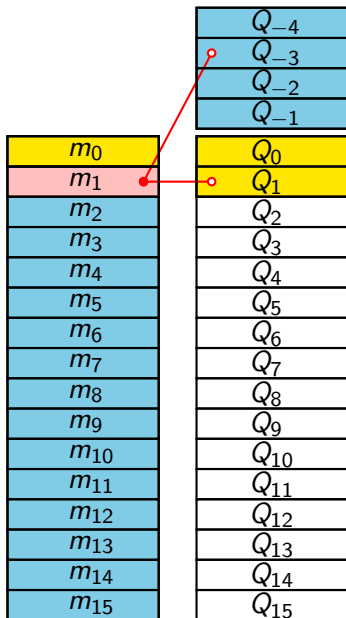 Q₋₄
Q₋₃
Q₋₂
Q₋₁
m₀ Q₀
m₁ Q₁
m₂ Q₂
m₃ Q₃
m₄ Q₄
m₅ Q₅
m₆ Q₆
m₇ Q₇
m₈ Q₈
m₉ Q₉
m₁₀ Q₁₀
m₁₁ Q₁₁
m₁₂ Q₁₂
m₁₃ Q₁₃
m₁₄ Q₁₄
m₁₅ Q₁₅